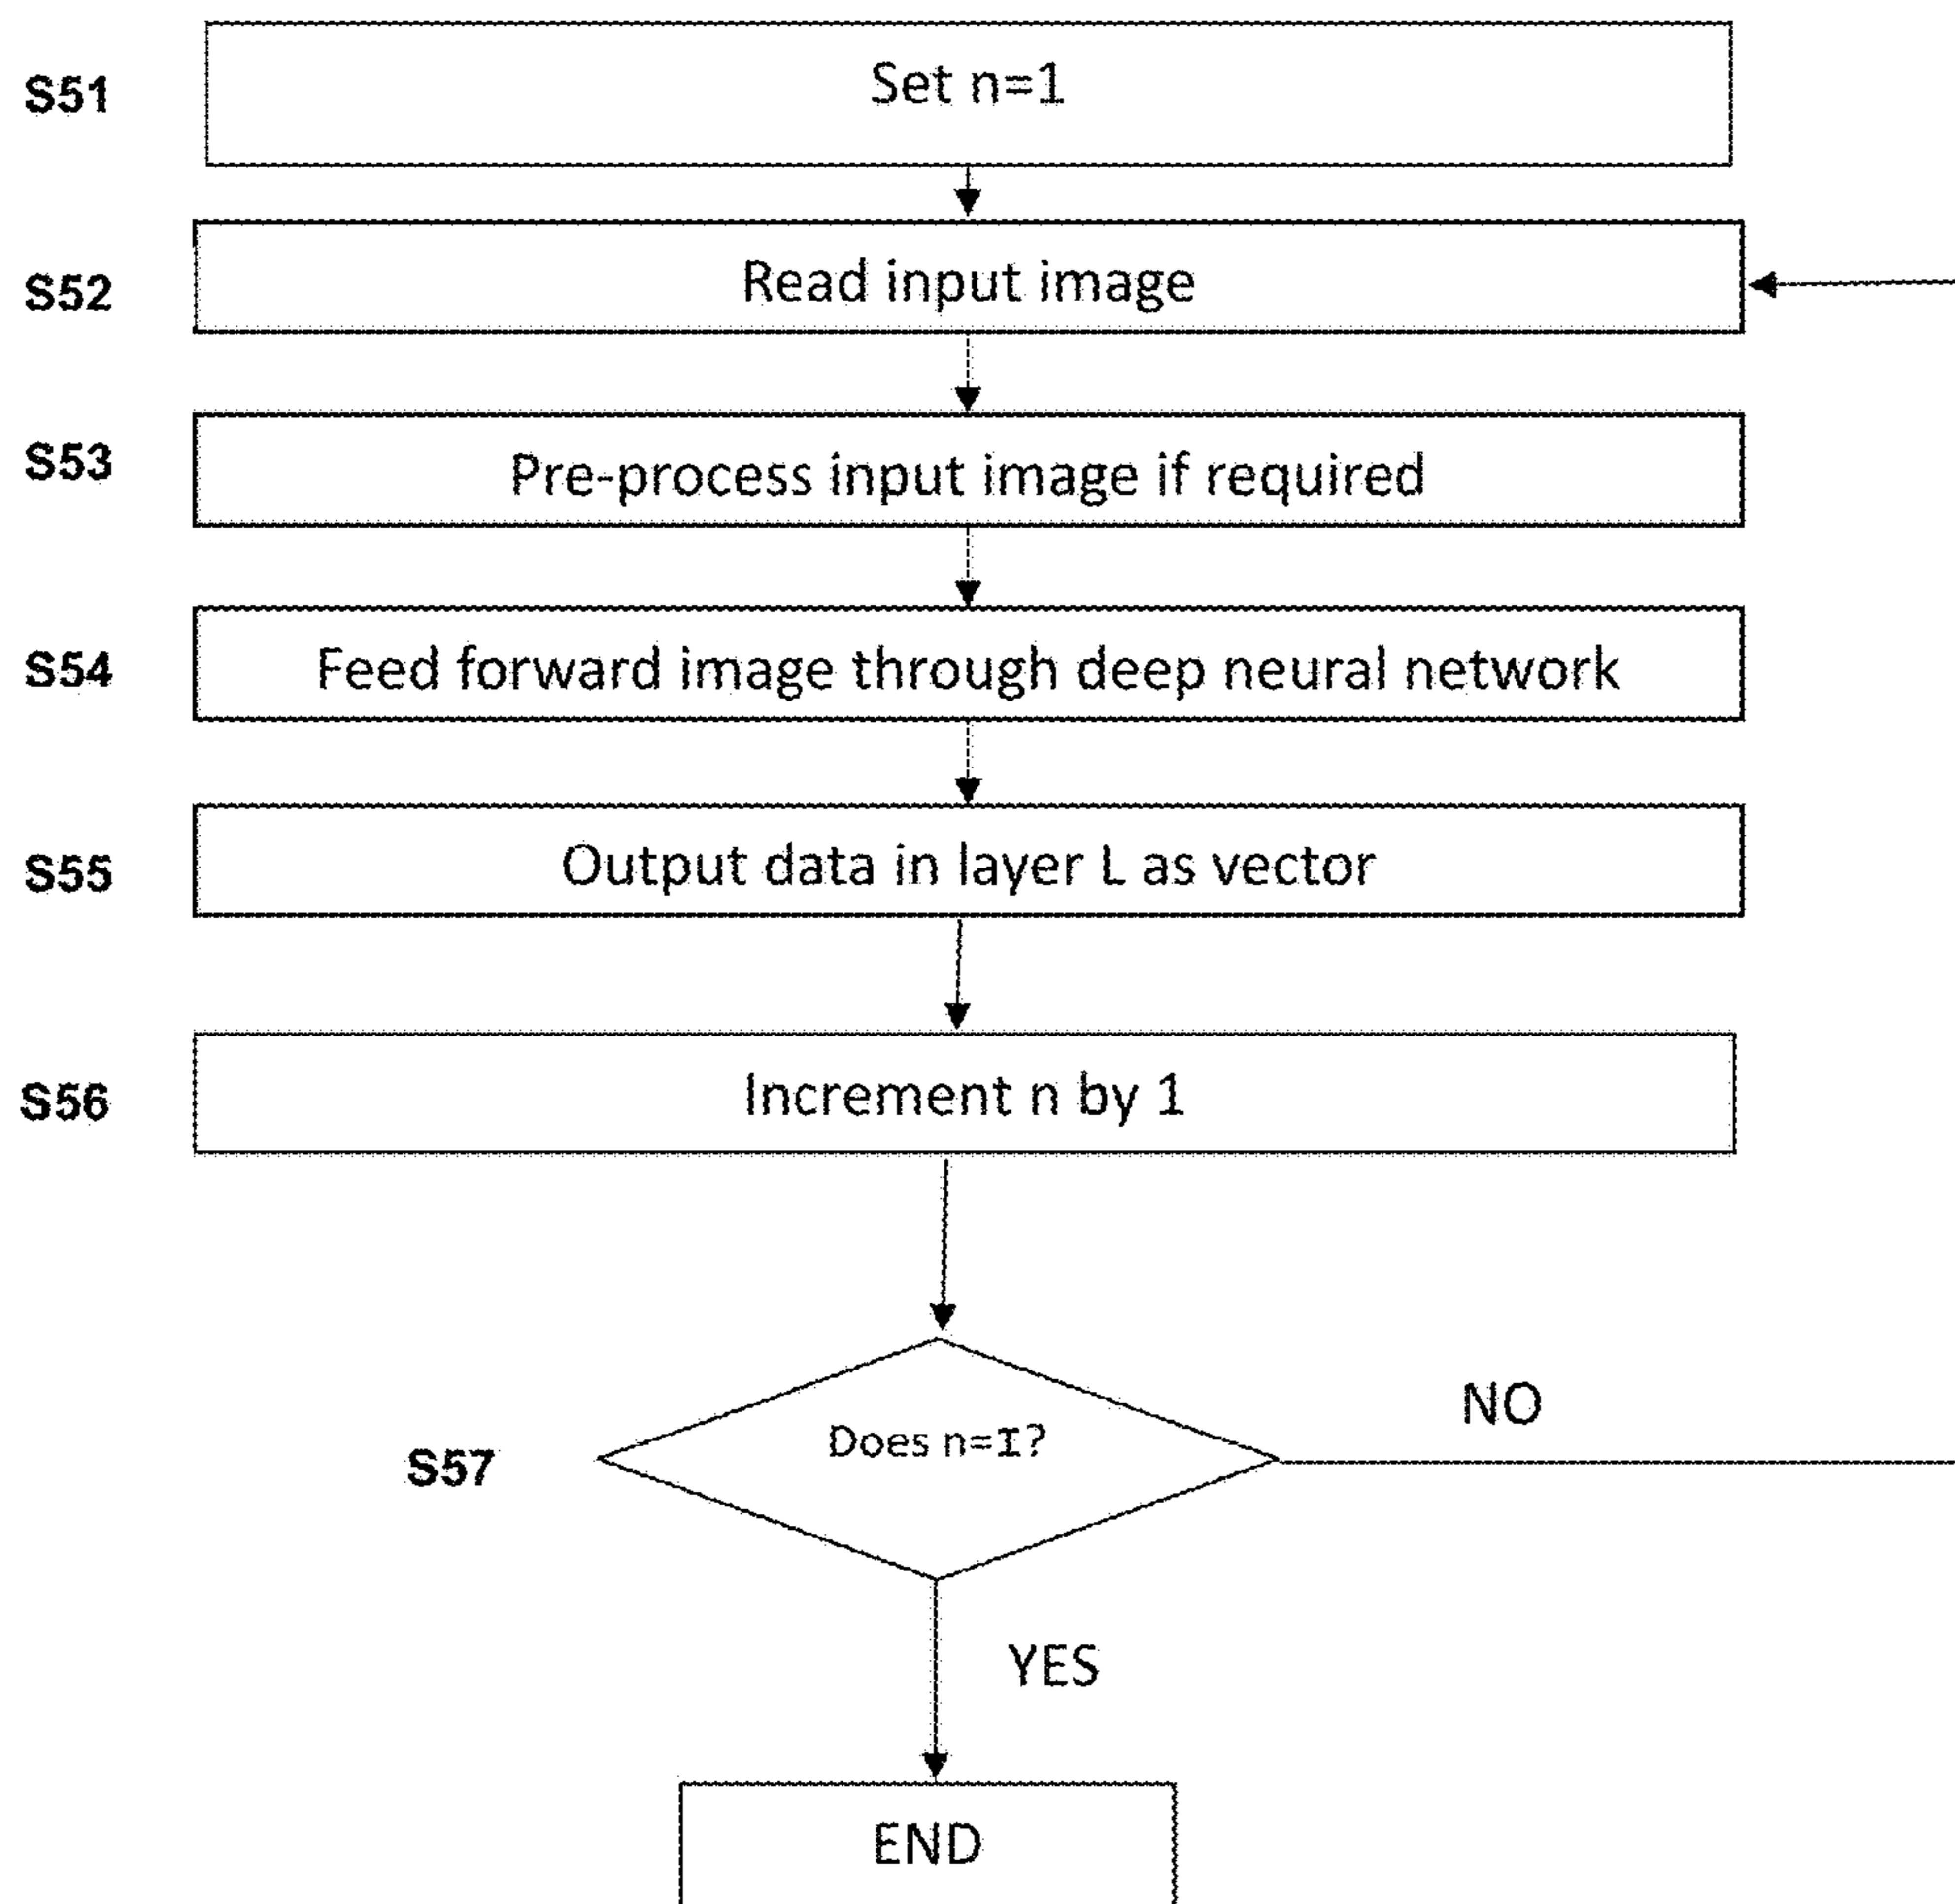 S51
Set n=1
S52
Read input image
S53
Pre-process input image if required
S54
Feed forward image through deep neural network
S55
Output data in layer L as vector
S56
Increment n by 1
S57
Does n=I?
NO
YES
END